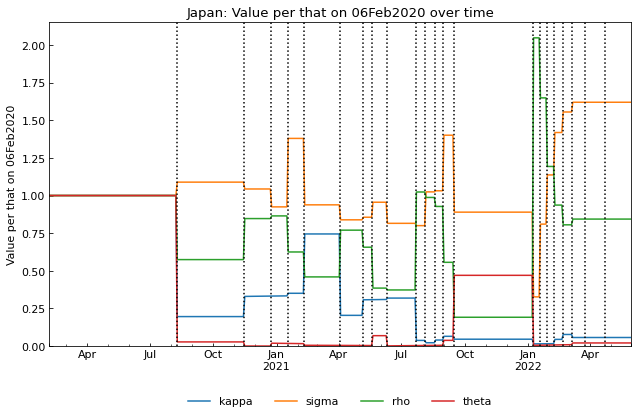 Japan: Value per that on 06Feb2020 over time
Value per that on 06Feb2020
2.00
1.75
1.50
1.25
1.00
0.75
0.50
0.25
0.00
Apr Jul Oct Jan Apr Jul Oct Jan Apr
2021 2022
kappa sigma rho theta